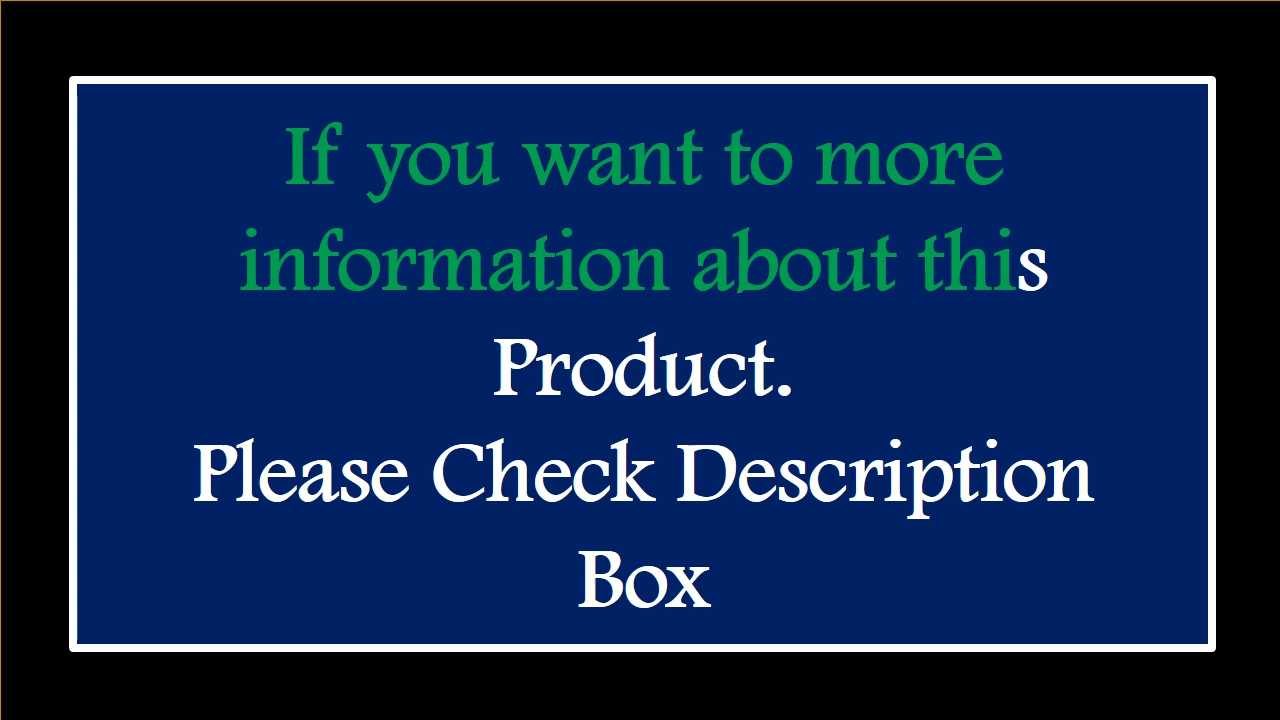 If you want to more
information about this
Product.
Please Check Description
Box